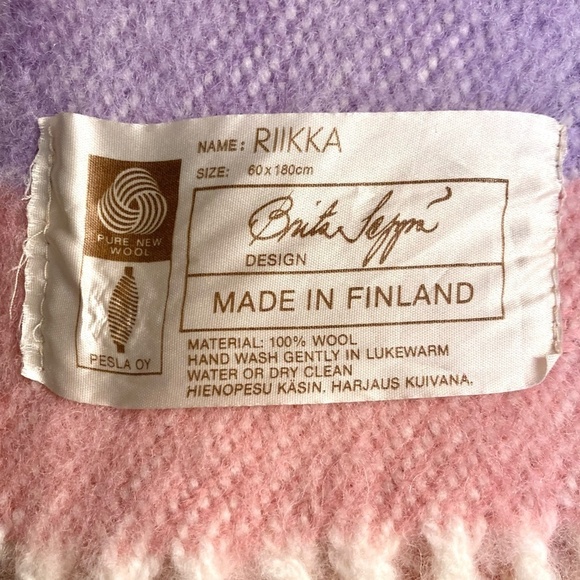 NAME: RIIKKA
SIZE: 60x180cm
PURE NEW
WOOL
Brita Seppä
DESIGN
MADE IN FINLAND
PESLA OY
MATERIAL: 100% WOOL
HAND WASH GENTLY IN LUKEWARM
WATER OR DRY CLEAN
HIENOPESU KÄSIN. HARJAUS KUIVANA.